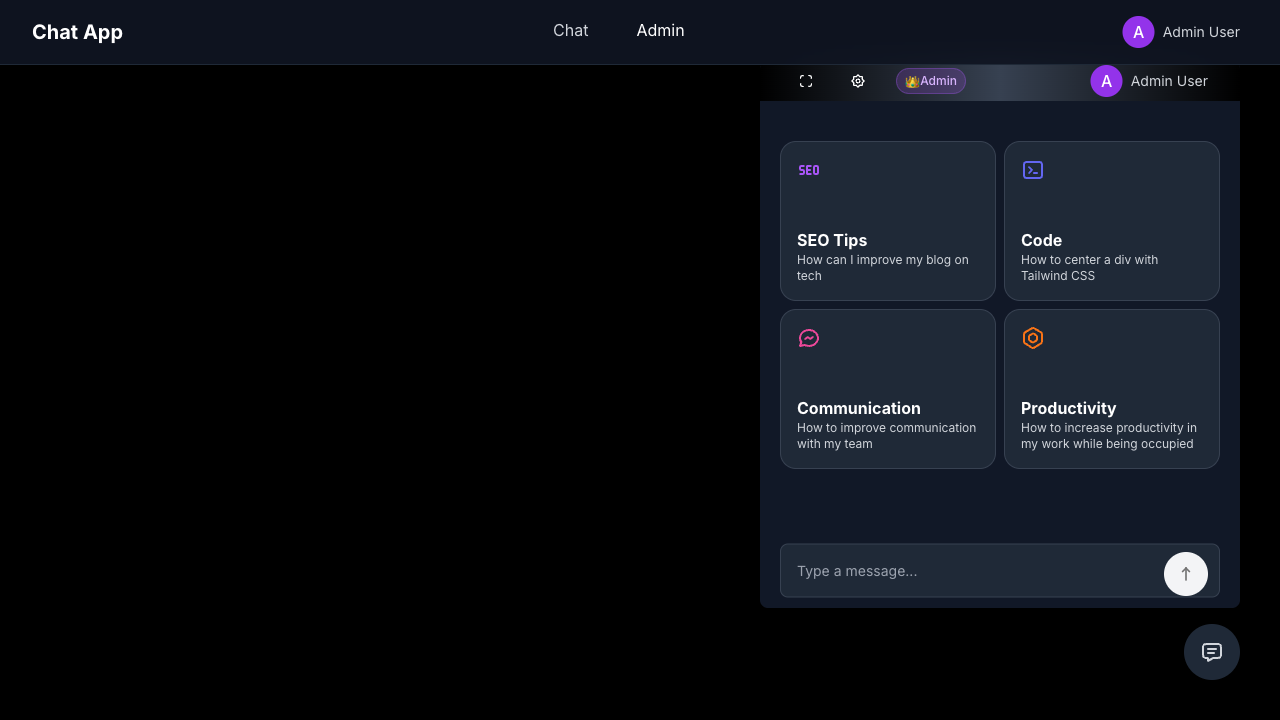 Chat App
Chat
Admin
A
Admin User
👑Admin
A
Admin User
SEO
SEO Tips
How can I improve my blog on
tech
Code
How to center a div with
Tailwind CSS
Communication
How to improve communication
with my team
Productivity
How to increase productivity in
my work while being occupied
Type a message...